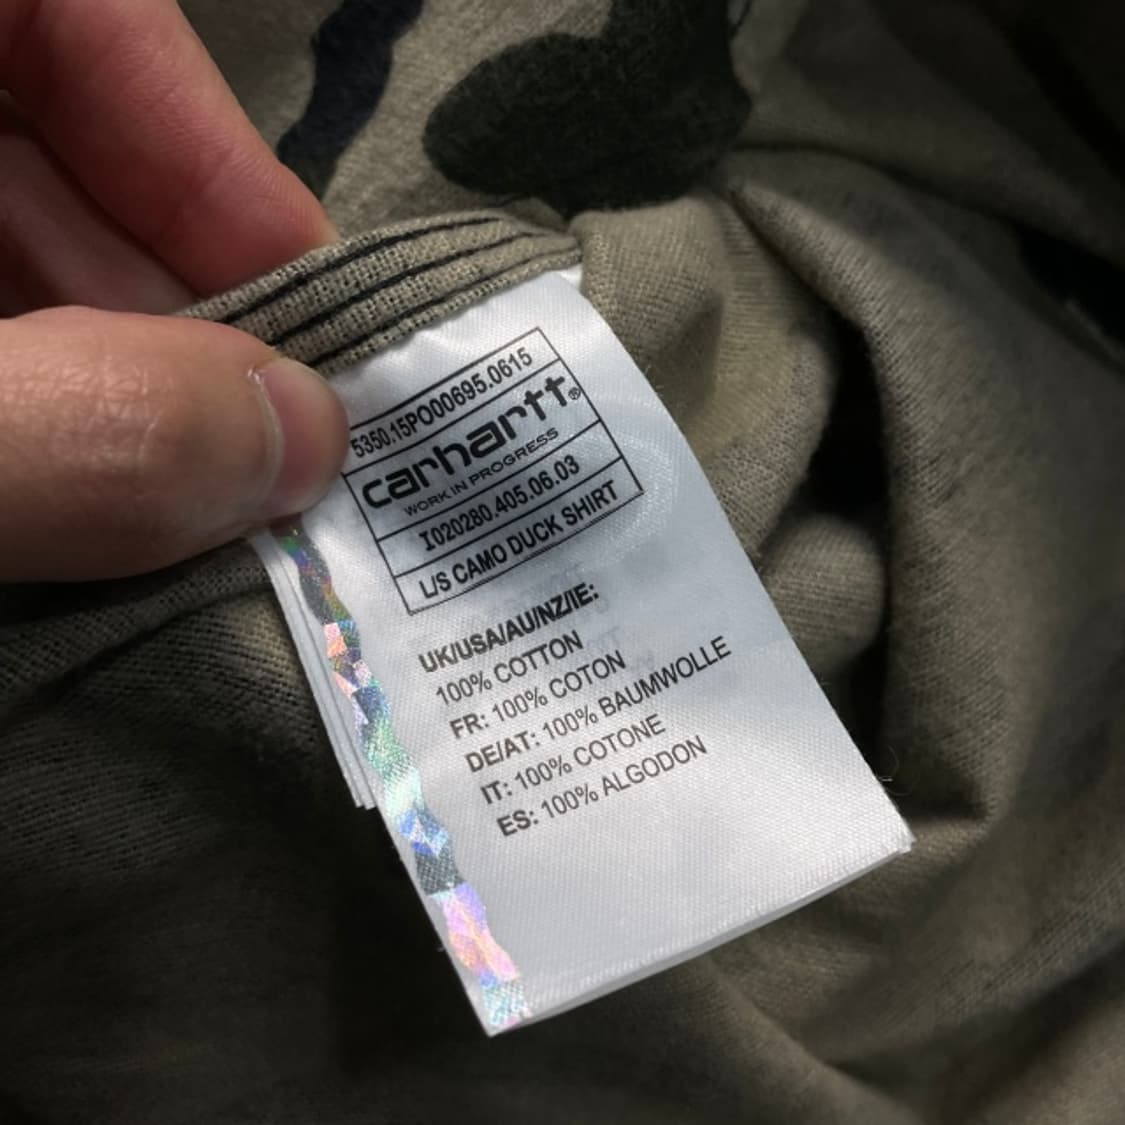 5350.15PO00695.0615
carhartt®
WORK IN PROGRESS
I020280.405.06.03
L/S CAMO DUCK SHIRT
UK/USA/AU/NZ/IE:
100% COTTON
FR: 100% COTON
DE/AT: 100% BAUMWOLLE
IT: 100% COTONE
ES: 100% ALGODON